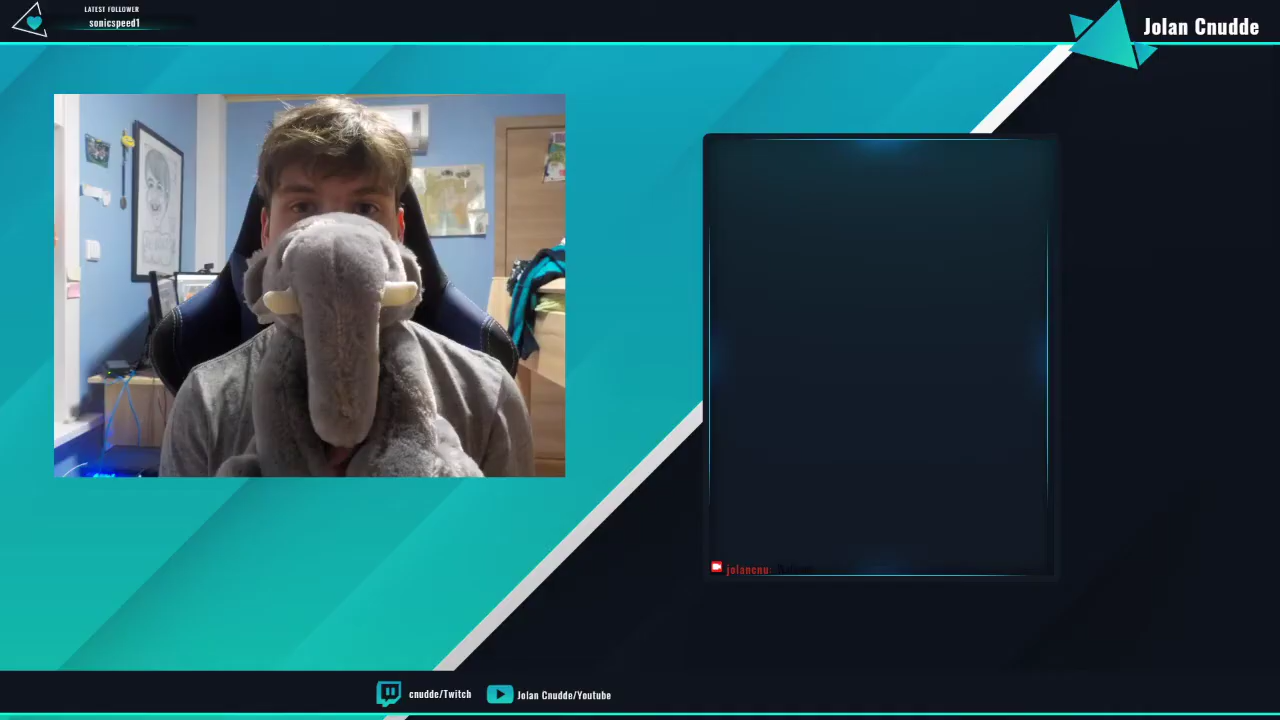 LATEST FOLLOWER
sonicspeed1
Jolan Cnudde
jolancnu:
cnudde/Twitch
Jolan Cnudde/Youtube